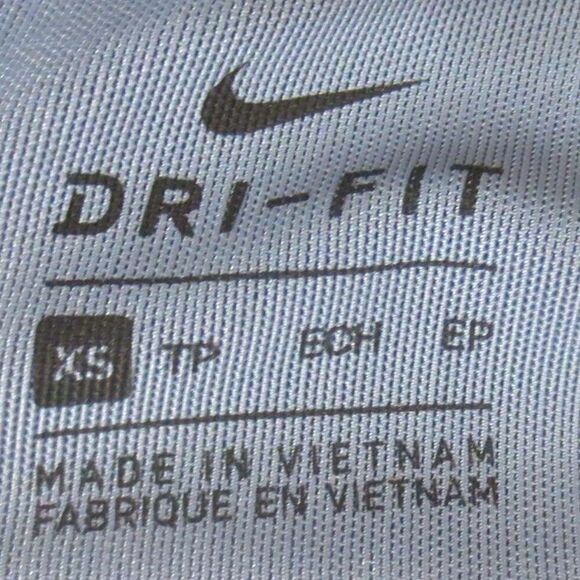 DRI-FIT
XS TP ECH EP
MADE IN VIETNAM
FABRIQUE EN VIETNAM